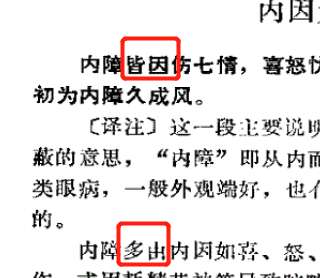 内因
内障皆因伤七情，喜怒忧
初为内障久成风。
〔译注〕这一段主要说明
蔽的意思，“内障”即从内而
类眼病，一般外观端好，也
的。
内障多由内因如喜、怒、